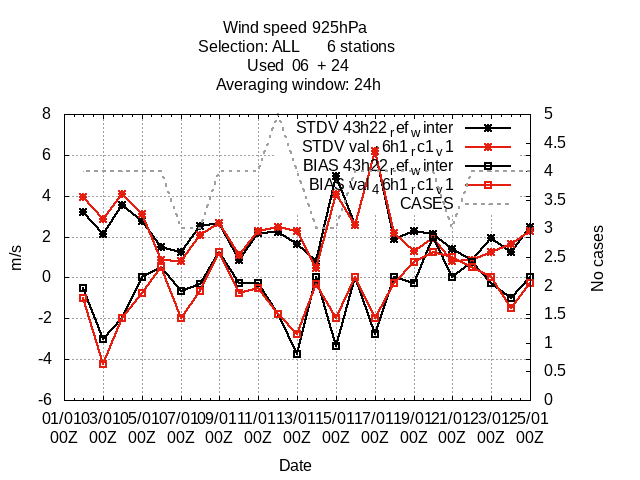 Wind speed 925hPa
Selection: ALL 6 stations
Used 06 + 24
Averaging window: 24h
STDV 43h22_ref_winter
STDV val_46h1_rc1_v1
BIAS 43h22_ref_winter
BIAS val_46h1_rc1_v1
CASES
8
6
4
2
0
-2
-4
-6
m/s
5
4.5
4
3.5
3
2.5
2
1.5
1
0.5
0
No cases
01/01 03/01 05/01 07/01 09/01 11/01 13/01 15/01 17/01 19/01 21/01 23/01 25/01
00Z 00Z 00Z 00Z 00Z 00Z 00Z 00Z 00Z 00Z 00Z 00Z 00Z
Date